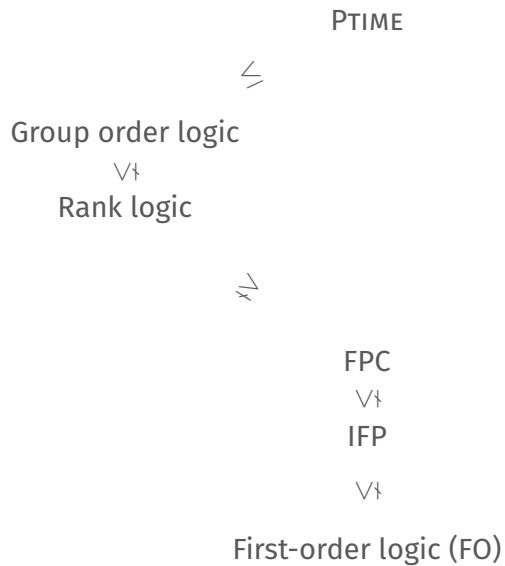 PTIME
≤
Group order logic
⪈
Rank logic
⪈
FPC
⪈
IFP
⪈
First-order logic (FO)